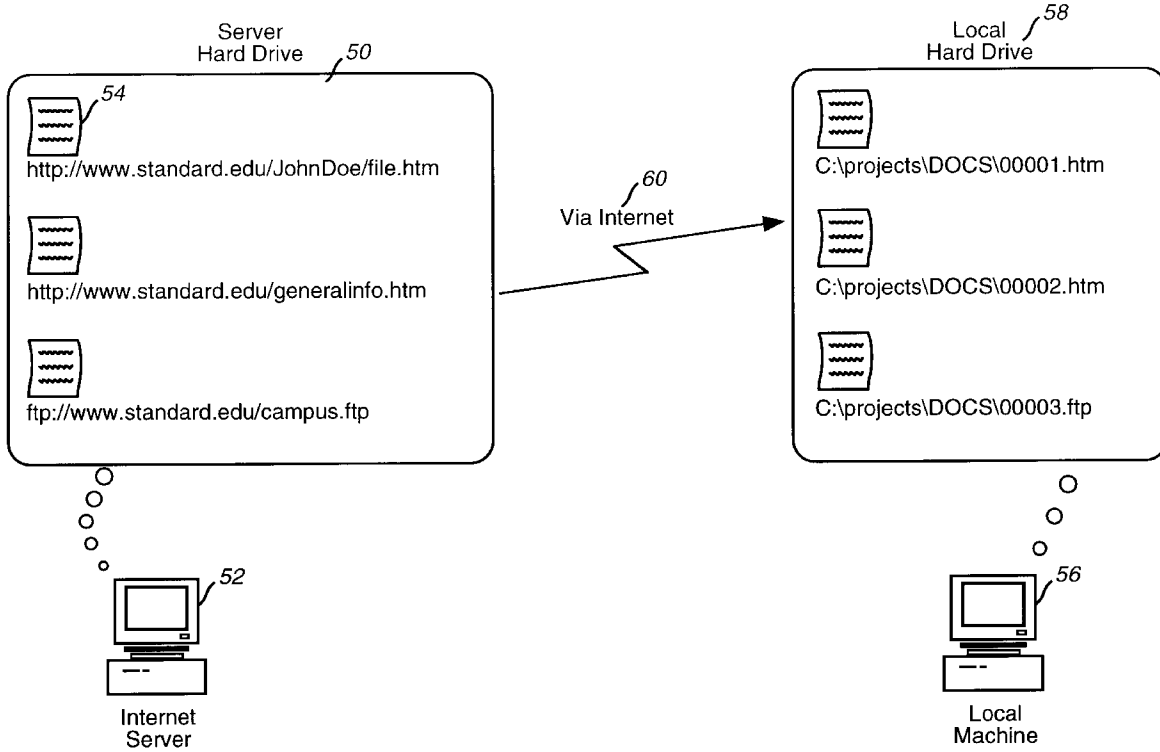 Server
Hard Drive
50
54
http://www.standard.edu/JohnDoe/file.htm
http://www.standard.edu/generalinfo.htm
ftp://www.standard.edu/campus.ftp
52
Internet
Server
60
Via Internet
58
Local
Hard Drive
C:\projects\DOCS\00001.htm
C:\projects\DOCS\00002.htm
C:\projects\DOCS\00003.ftp
56
Local
Machine